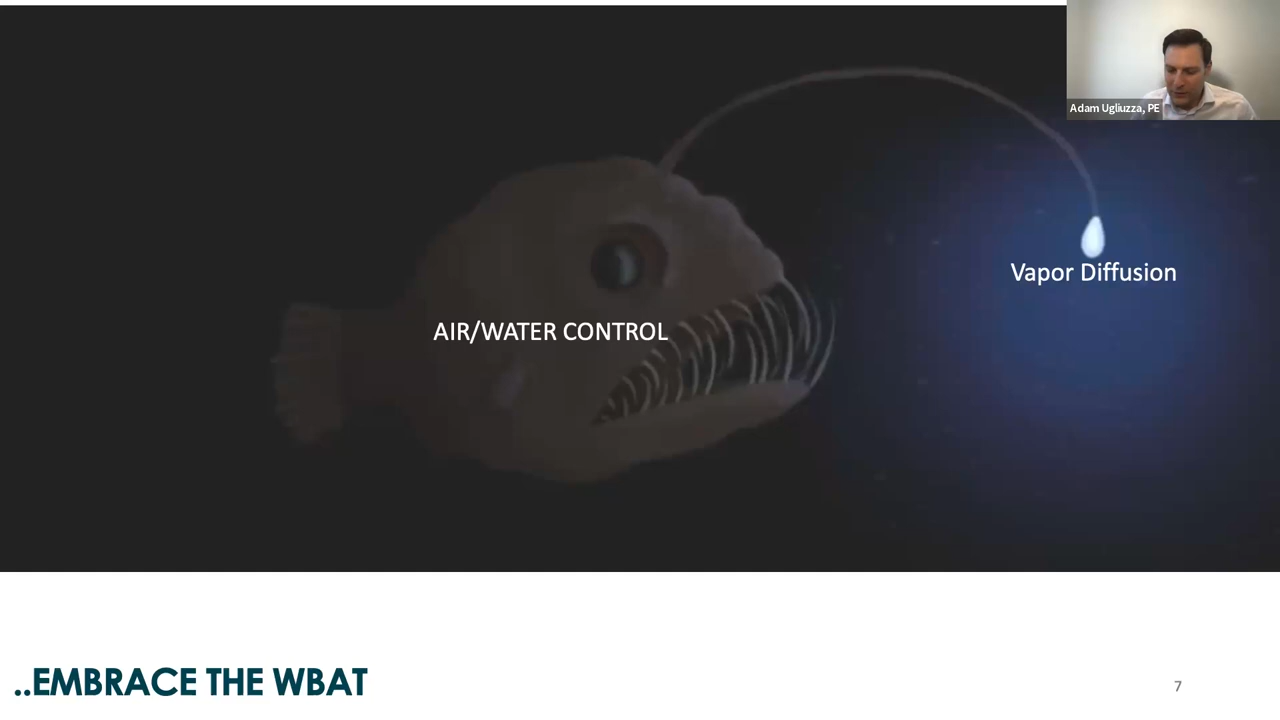 Adam Ugliuzza, PE
Vapor Diffusion
AIR/WATER CONTROL
..EMBRACE THE WBAT
7